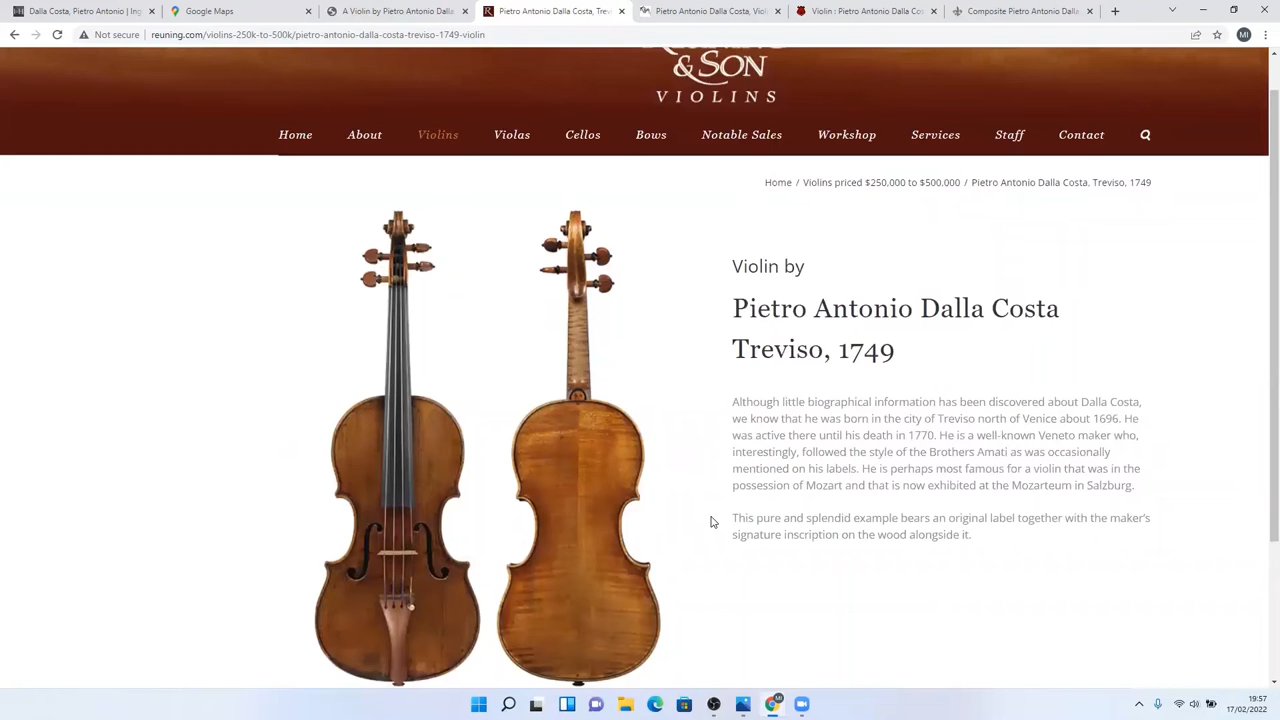 Dalla Costa, Pietro Antonio | Ing
Google Maps
A Violin by Pietro Antonio Dalla
Pietro Antonio Dalla Costa, Trev
Pietro Antonio Dalla Costa, Vio
Violin : Pietro Antonio Dalla Co
Composite Pietro Antonio Dalla
Not secure
reuning.com/violins-250k-to-500k/pietro-antonio-dalla-costa-treviso-1749-violin
MI
& SON
VIOLINS
Home About Violins Violas Cellos Bows Notable Sales Workshop Services Staff Contact
Home / Violins priced $250,000 to $500,000 / Pietro Antonio Dalla Costa, Treviso, 1749
Violin by
Pietro Antonio Dalla Costa
Treviso, 1749
Although little biographical information has been discovered about Dalla Costa,
we know that he was born in the city of Treviso north of Venice about 1696. He
was active there until his death in 1770. He is a well-known Veneto maker who,
interestingly, followed the style of the Brothers Amati as was occasionally
mentioned on his labels. He is perhaps most famous for a violin that was in the
possession of Mozart and that is now exhibited at the Mozarteum in Salzburg.
This pure and splendid example bears an original label together with the maker's
signature inscription on the wood alongside it.
19:57
17/02/2022